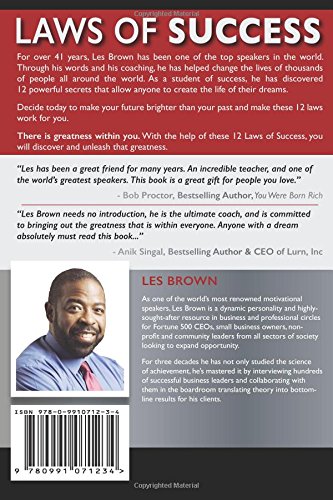 Copyrighted Material
LAWS OF SUCCESS
For over 41 years, Les Brown has been one of the top speakers in the world.
Through his words and his coaching, he has helped change the lives of thousands
of people all around the world. As a student of success, he has discovered
12 powerful secrets that allow anyone to create the life of their dreams.
Decide today to make your future brighter than your past and make these 12 laws
work for you.
There is greatness within you. With the help of these 12 Laws of Success, you
will discover and unleash that greatness.
“Les has been a great friend for many years. An incredible teacher, and one of
the world’s greatest speakers. This book is a great gift for people you love.”
- Bob Proctor, Bestselling Author, You Were Born Rich
“Les Brown needs no introduction, he is the ultimate coach, and is committed
to bringing out the greatness that is within everyone. Anyone with a dream
absolutely must read this book...”
- Anik Singal, Bestselling Author & CEO of Lurn, Inc
LES BROWN
As one of the world’s most renowned motivational
speakers, Les Brown is a dynamic personality and highly-
sought-after resource in business and professional circles
for Fortune 500 CEOs, small business owners, non-
profit and community leaders from all sectors of society
looking to expand opportunity.
For three decades he has not only studied the science
of achievement, he’s mastered it by interviewing hundreds
of successful business leaders and collaborating with
them in the boardroom translating theory into bottom-
line results for his clients.
ISBN 978-0-9910712-3-4
9 780991 071234
Copyrighted Material